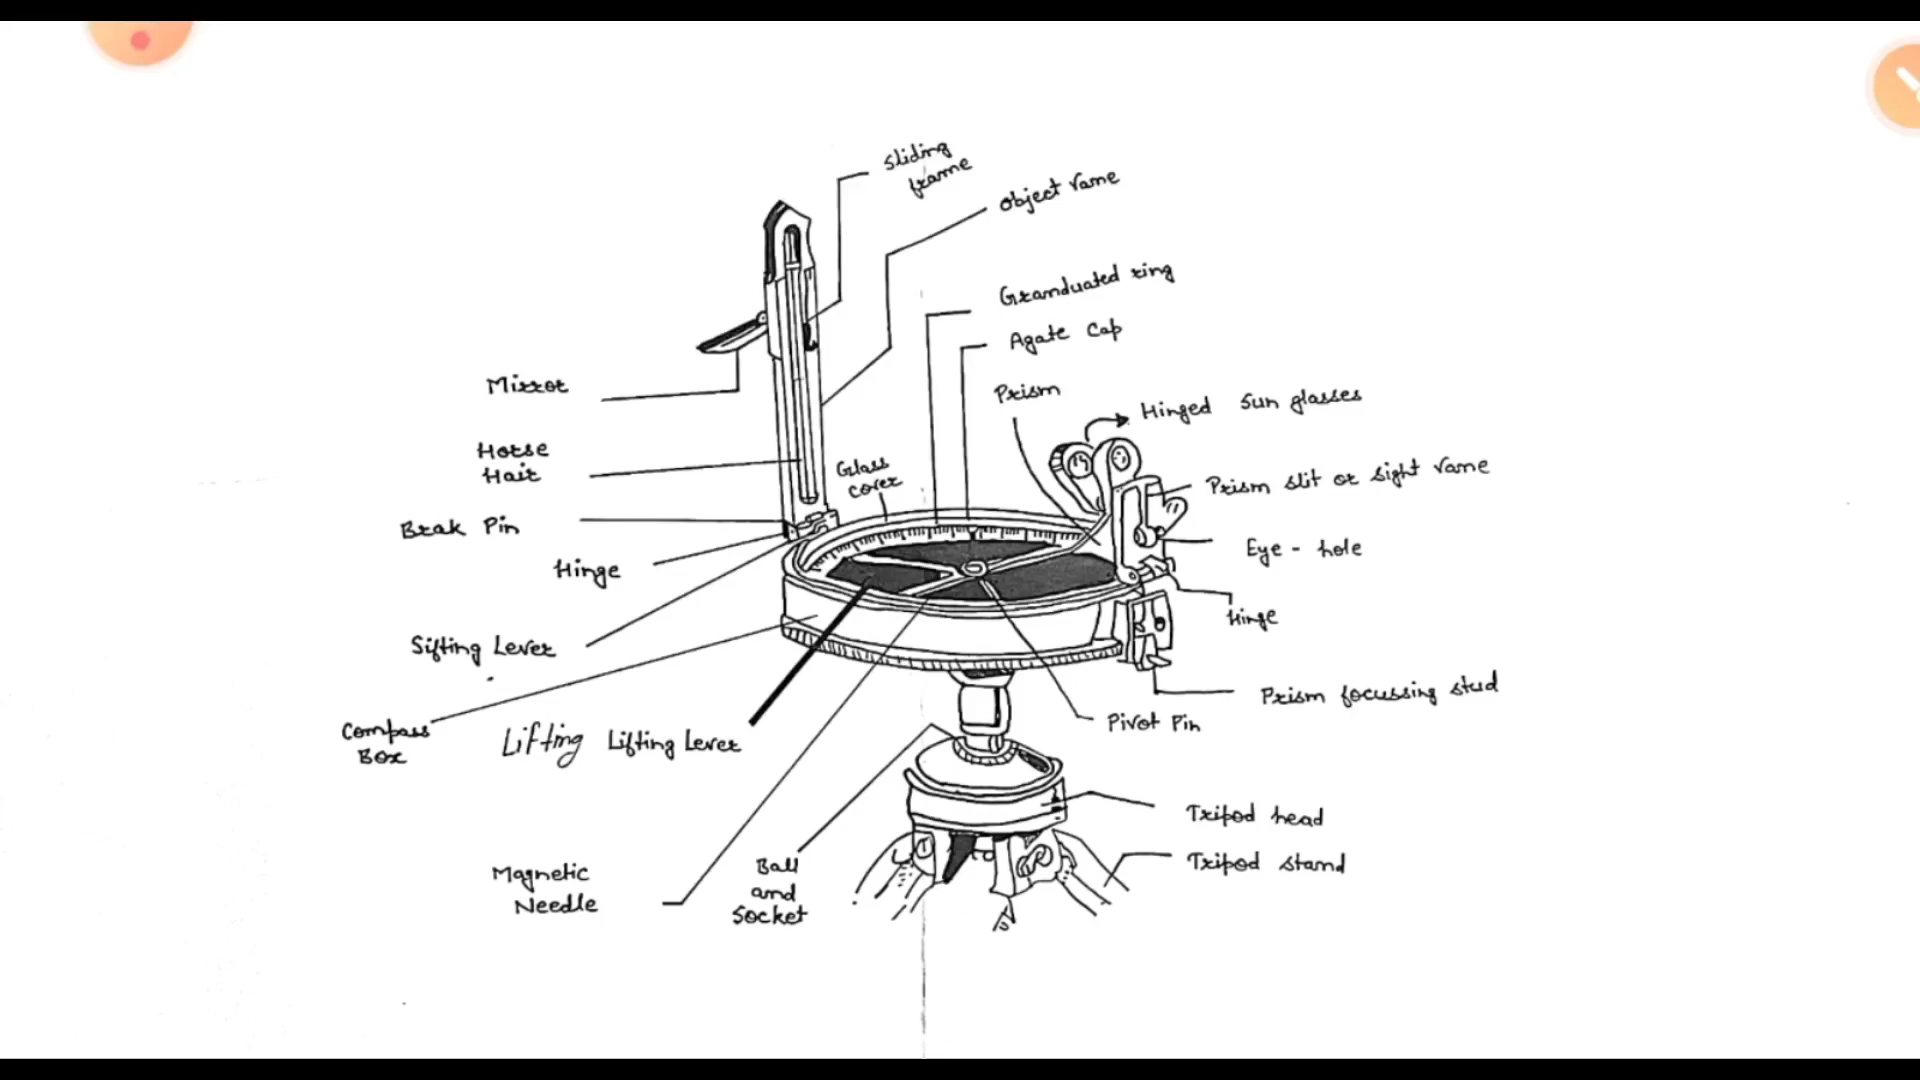 Sliding
frame
Object vane
Granduated ring
Agate Cap
Prism
Hinged Sun glasses
Mirror
Horse
Hair
Glass
cover
Prism slit or sight vane
Brak Pin
Eye - hole
Hinge
Hinge
Sifting Lever
Prism focussing stud
Compass
Box
Lifting Lifting Lever
Pivot Pin
Tripod head
Tripod stand
Magnetic
Needle
Ball
and
Socket